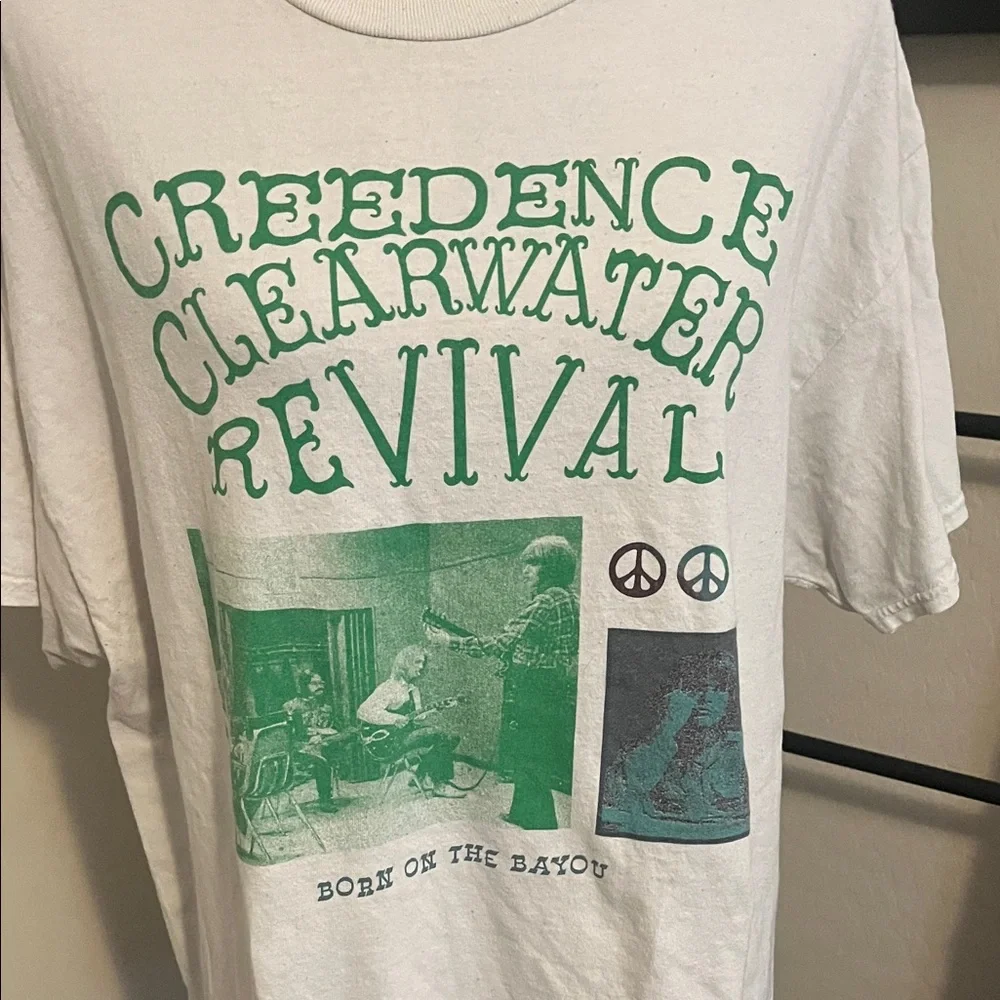 CREEDENCE
CLEARWATER
REVIVAL
BORN ON THE BAYOU